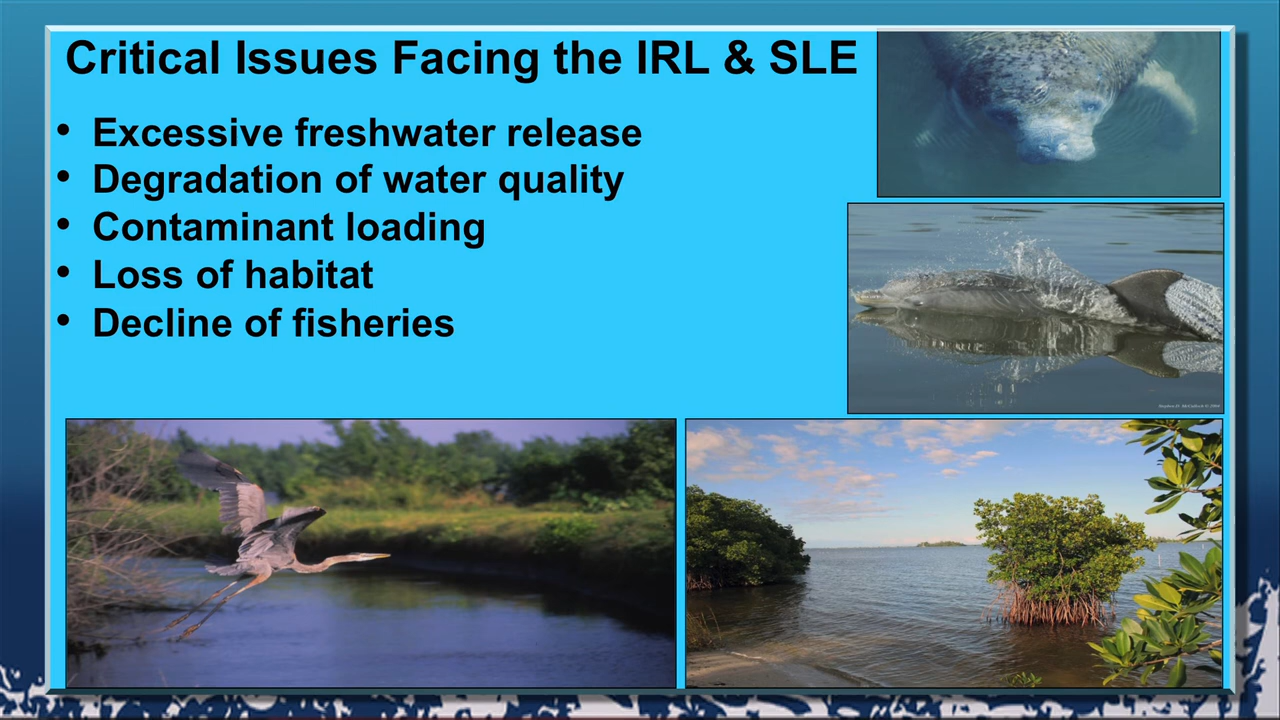 Critical Issues Facing the IRL & SLE
• Excessive freshwater release
• Degradation of water quality
• Contaminant loading
• Loss of habitat
• Decline of fisheries